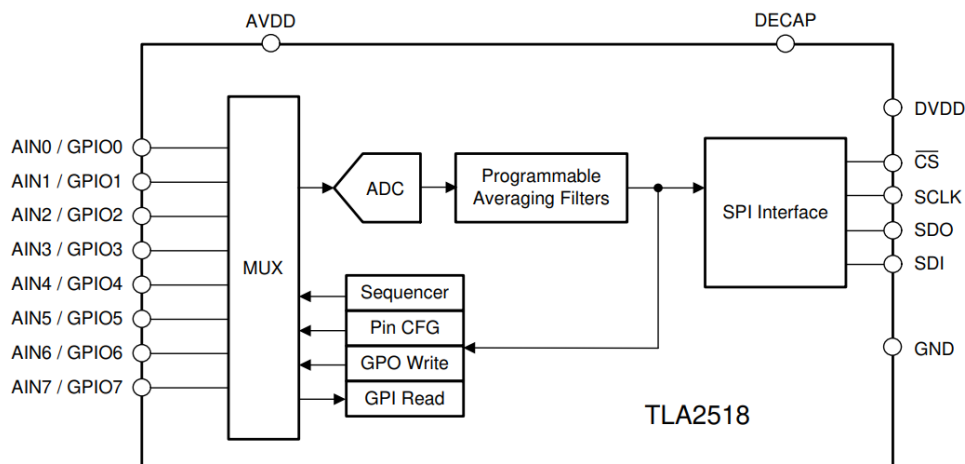 AVDD
DECAP
DVDD
AIN0 / GPIO0
AIN1 / GPIO1
AIN2 / GPIO2
AIN3 / GPIO3
AIN4 / GPIO4
AIN5 / GPIO5
AIN6 / GPIO6
AIN7 / GPIO7
MUX
ADC
Programmable
Averaging Filters
SPI Interface
C̅S̅
SCLK
SDO
SDI
Sequencer
Pin CFG
GPO Write
GPI Read
GND
TLA2518